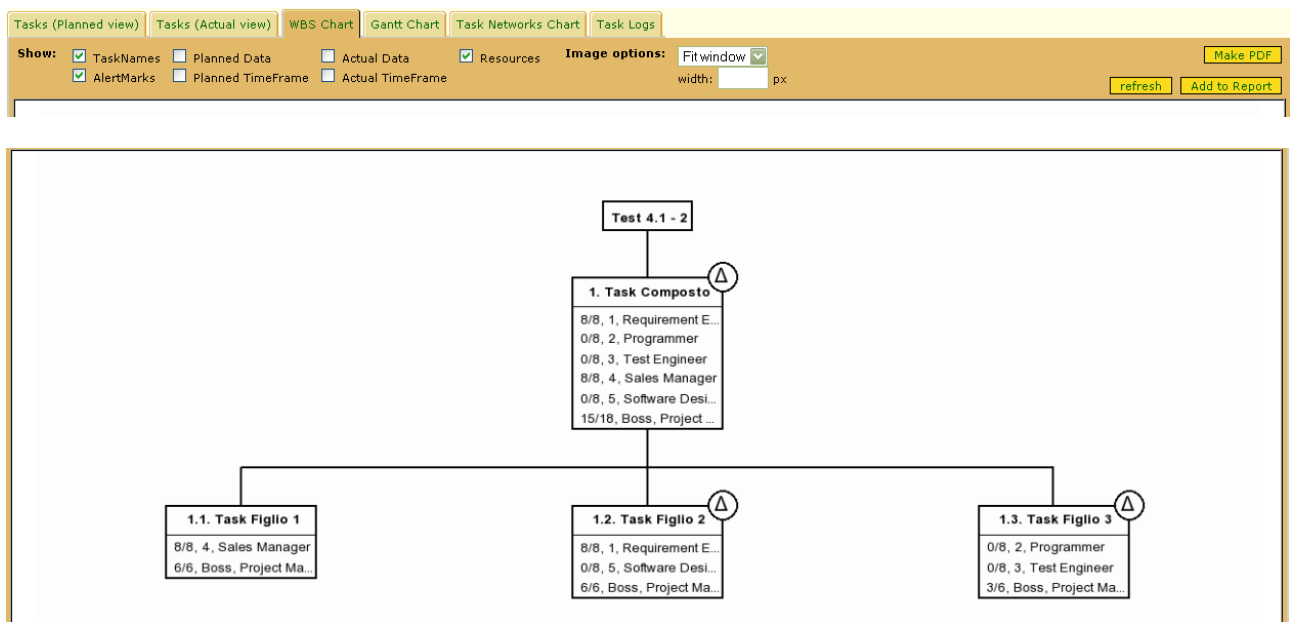 Tasks (Planned view) Tasks (Actual view) WBS Chart Gantt Chart Task Networks Chart Task Logs
Show: TaskNames Planned Data Actual Data Resources Image options: Fit window Make PDF
AlertMarks Planned TimeFrame Actual TimeFrame width: px
refresh Add to Report
Test 4.1 - 2
Δ
1. Task Composto
8/8, 1, Requirement E...
0/8, 2, Programmer
0/8, 3, Test Engineer
8/8, 4, Sales Manager
0/8, 5, Software Desi...
15/18, Boss, Project ...
1.1. Task Figlio 1
8/8, 4, Sales Manager
6/6, Boss, Project Ma...
Δ
1.2. Task Figlio 2
8/8, 1, Requirement E...
0/8, 5, Software Desi...
6/6, Boss, Project Ma...
Δ
1.3. Task Figlio 3
0/8, 2, Programmer
0/8, 3, Test Engineer
3/6, Boss, Project Ma...